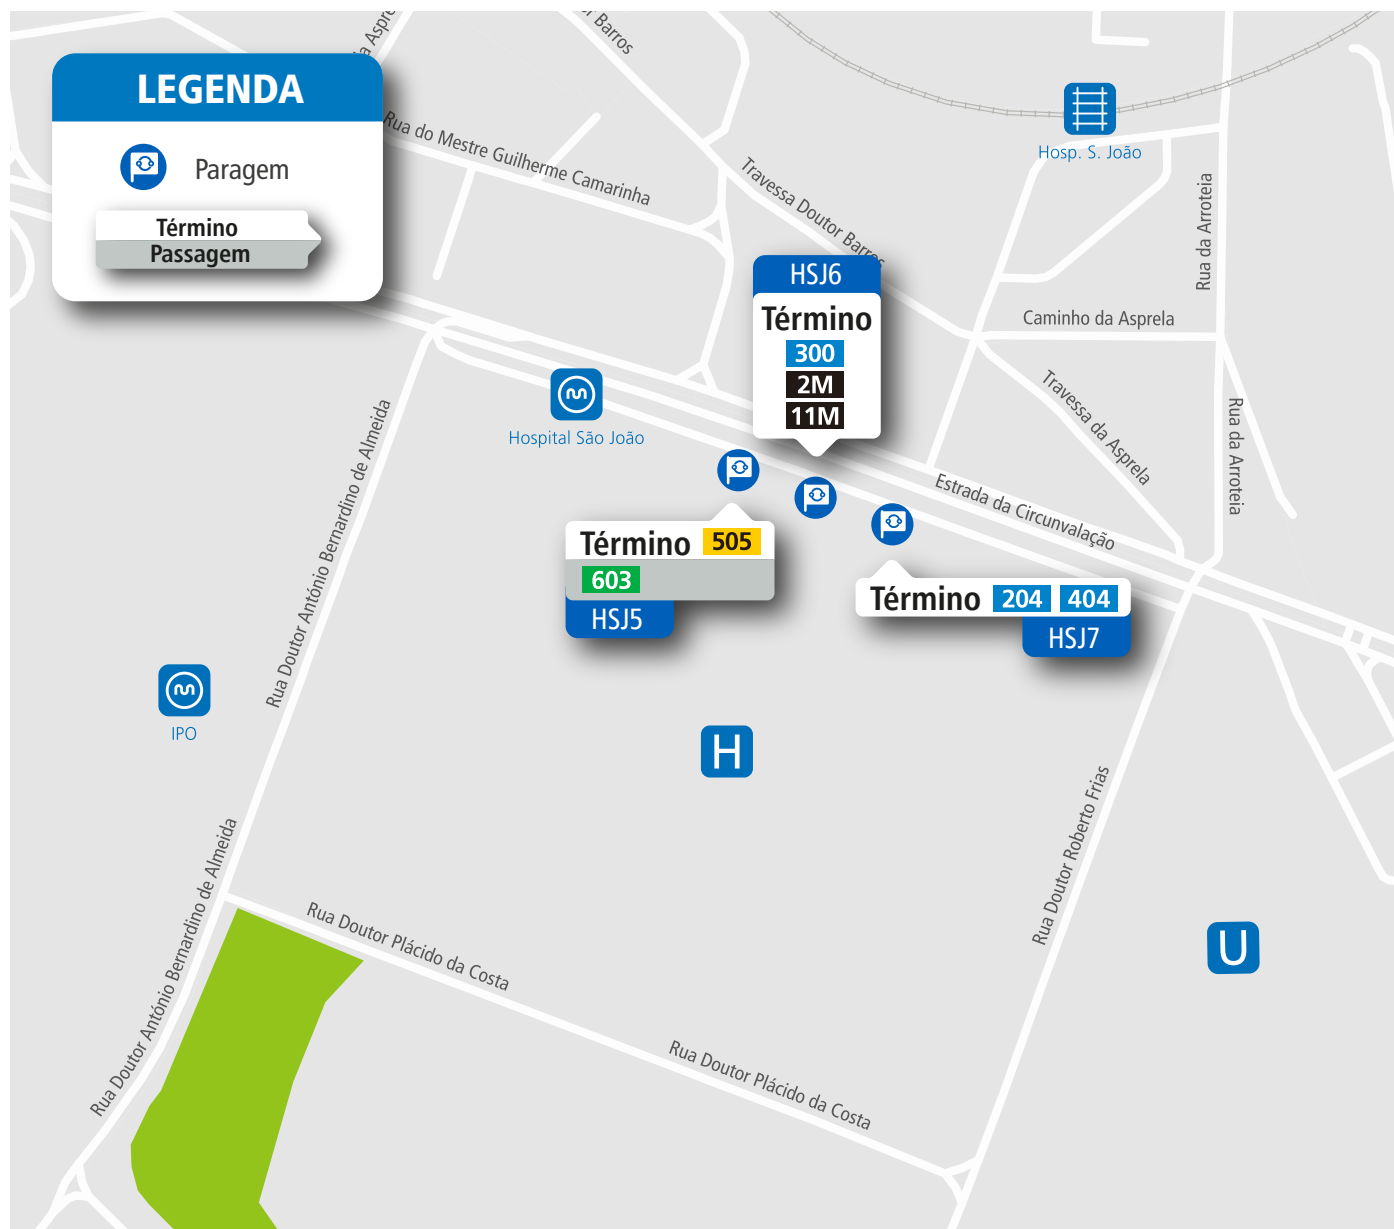 LEGENDA
Paragem
Término
Passagem
Rua do Mestre Guilherme Camarinha
Travessa Doutor Barros
Hosp. S. João
Rua da Arroteia
Caminho da Asprela
Travessa da Asprela
Rua da Arroteia
Estrada da Circunvalação
HSJ6
Término
300
2M
11M
Hospital São João
Término 505
603
HSJ5
Término 204 404
HSJ7
Rua Doutor António Bernardino de Almeida
IPO
H
Rua Doutor Roberto Frias
U
Rua Doutor António Bernardino de Almeida
Rua Doutor Plácido da Costa
Rua Doutor Plácido da Costa
Barros